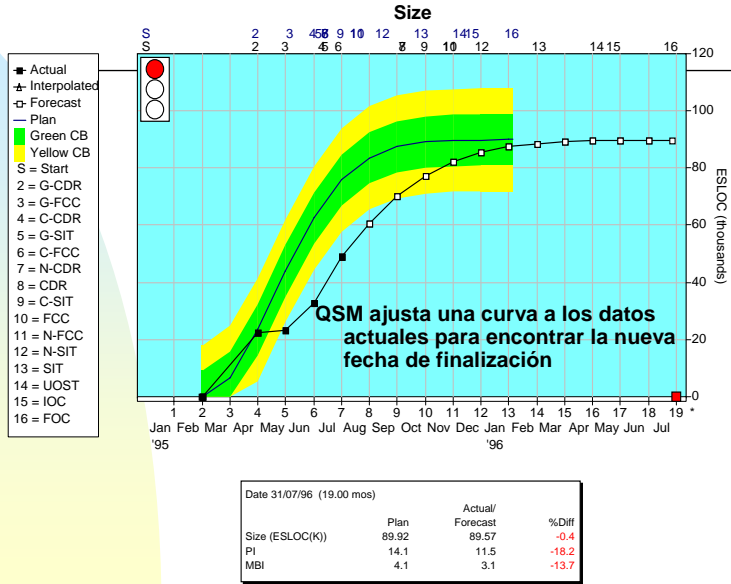 Size
S 2 3 4 5 6 7 8 9 10 11 12 13 14 15 16
S 2 3 4 5 6 7 8 9 10 11 12 13 14 15 16
Actual
Interpolated
Forecast
Plan
Green CB
Yellow CB
S = Start
2 = G-CDR
3 = G-FCC
4 = C-CDR
5 = G-SIT
6 = C-FCC
7 = N-CDR
8 = CDR
9 = C-SIT
10 = FCC
11 = N-FCC
12 = N-SIT
13 = SIT
14 = UOST
15 = IOC
16 = FOC
120
100
80
60
40
20
0
ESLOC (thousands)
QSM ajusta una curva a los datos
actuales para encontrar la nueva
fecha de finalización
1 2 3 4 5 6 7 8 9 10 11 12 13 14 15 16 17 18 19 *
Jan Feb Mar Apr May Jun Jul Aug Sep Oct Nov Dec Jan Feb Mar Apr May Jun Jul
'95 '96
Date 31/07/96 (19.00 mos)
Actual/
Plan Forecast %Diff
Size (ESLOC(K)) 89.92 89.57 -0.4
PI 14.1 11.5 -18.2
MBI 4.1 3.1 -13.7